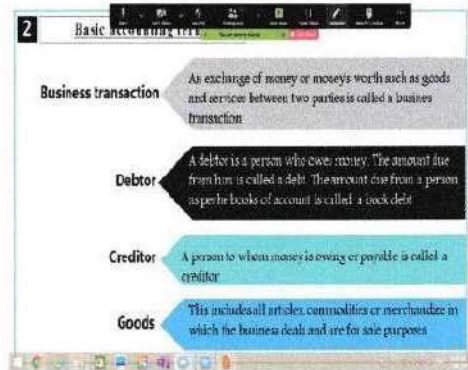 2
Basic accounting term
Business transaction
An exchange of money or money's worth such as goods
and services between two parties is called a busines
transaction
Debtor
A debtor is a person who owes money. The amount due
from him is called a debt. The amount due from a person
as per the books of account is called a book debt
Creditor
A person to whom money is owing or payable is called a
creditor
Goods
This includes all articles, commodities or merchandize in
which the business deals and are for sale purposes